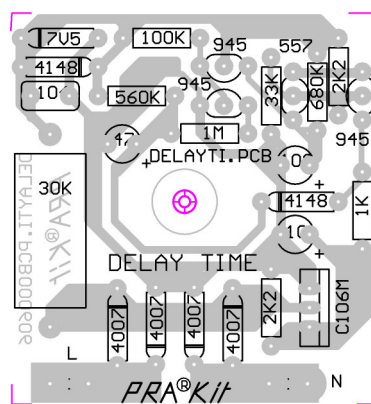 7V5
100K
945
557
4148
945
33K
680K
2K2
560K
1M
945
DELAYTI.PCB
30K
4148
1K
DELAYTI.PCB000606
PRA®Kit
DELAY TIME
2K2
C106M
4007
4007
4007
4007
L
N
PRA®Kit